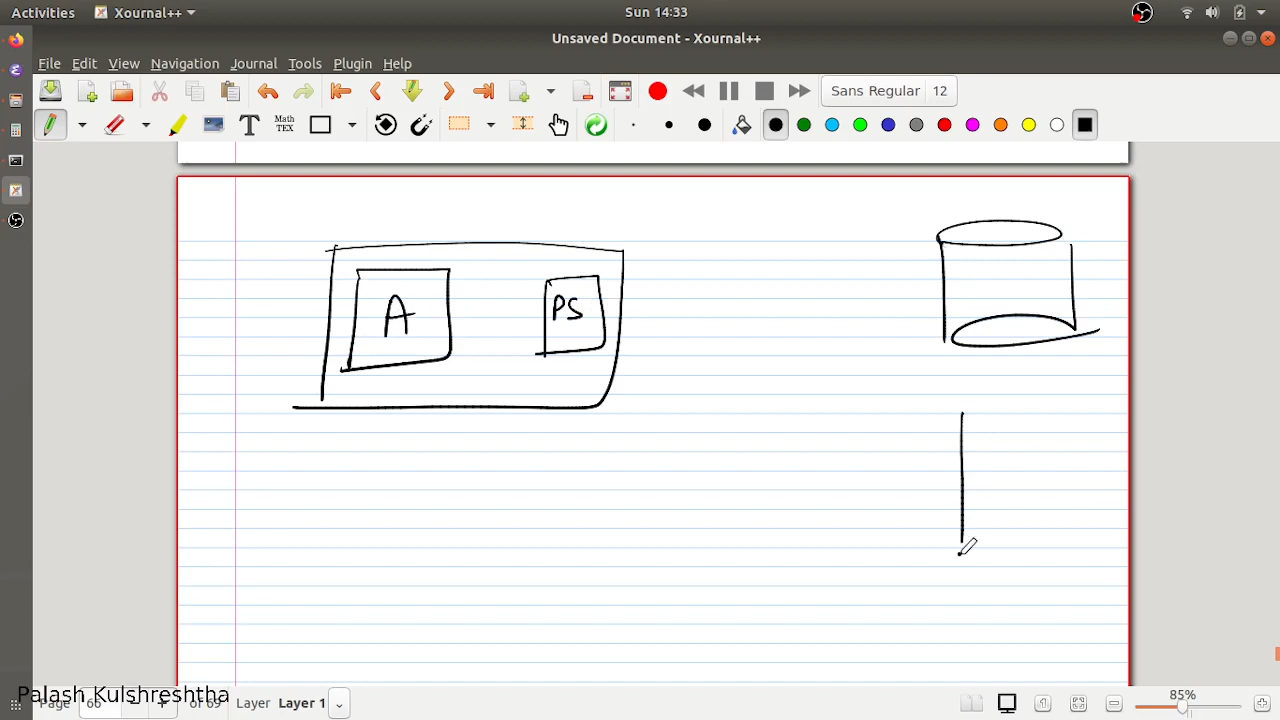 Activities Xournal++ Sun 14:33
Unsaved Document - Xournal++
File Edit View Navigation Journal Tools Plugin Help
Sans Regular 12
Math TEX
A PS
Palash Kulshreshtha
Page 66 of 69 Layer Layer 1 85%